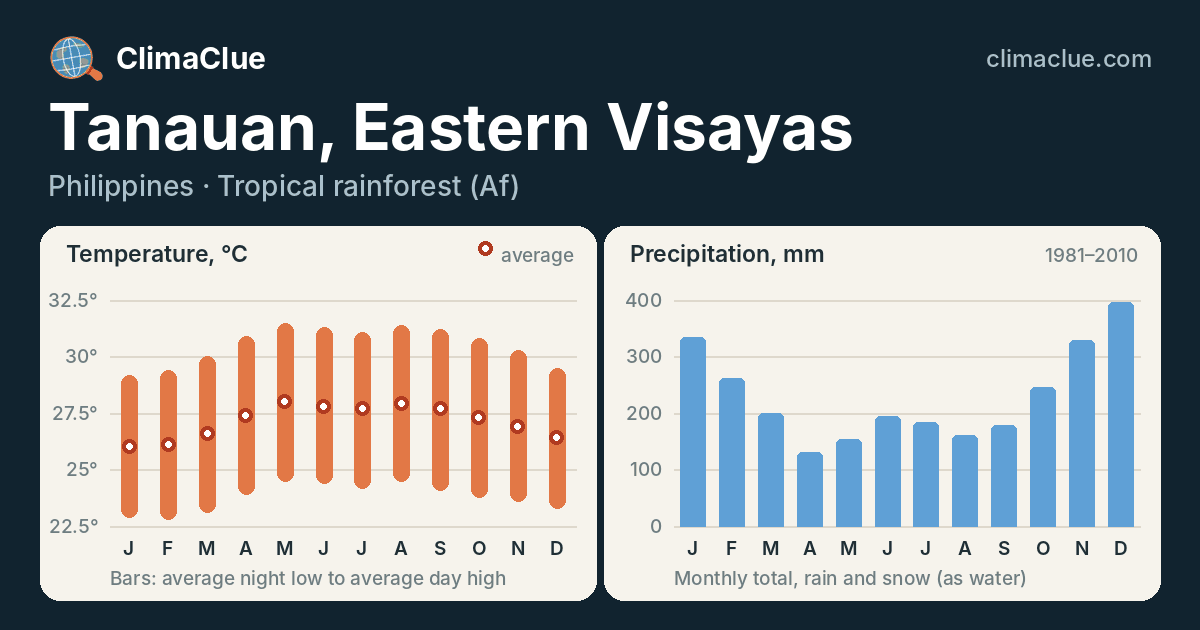 ClimaClue
climaclue.com
Tanauan, Eastern Visayas
Philippines · Tropical rainforest (Af)
Temperature, °C
average
32.5°
30°
27.5°
25°
22.5°
J F M A M J J A S O N D
Bars: average night low to average day high
Precipitation, mm
1981–2010
400
300
200
100
0
J F M A M J J A S O N D
Monthly total, rain and snow (as water)